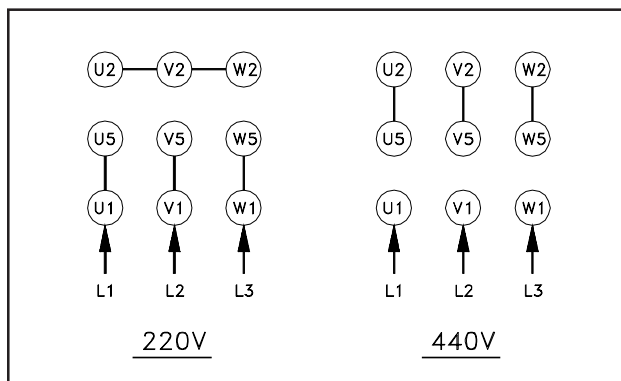 U2 V2 W2 U2 V2 W2
U5 V5 W5 U5 V5 W5
U1 V1 W1 U1 V1 W1
L1 L2 L3 L1 L2 L3
220V 440V